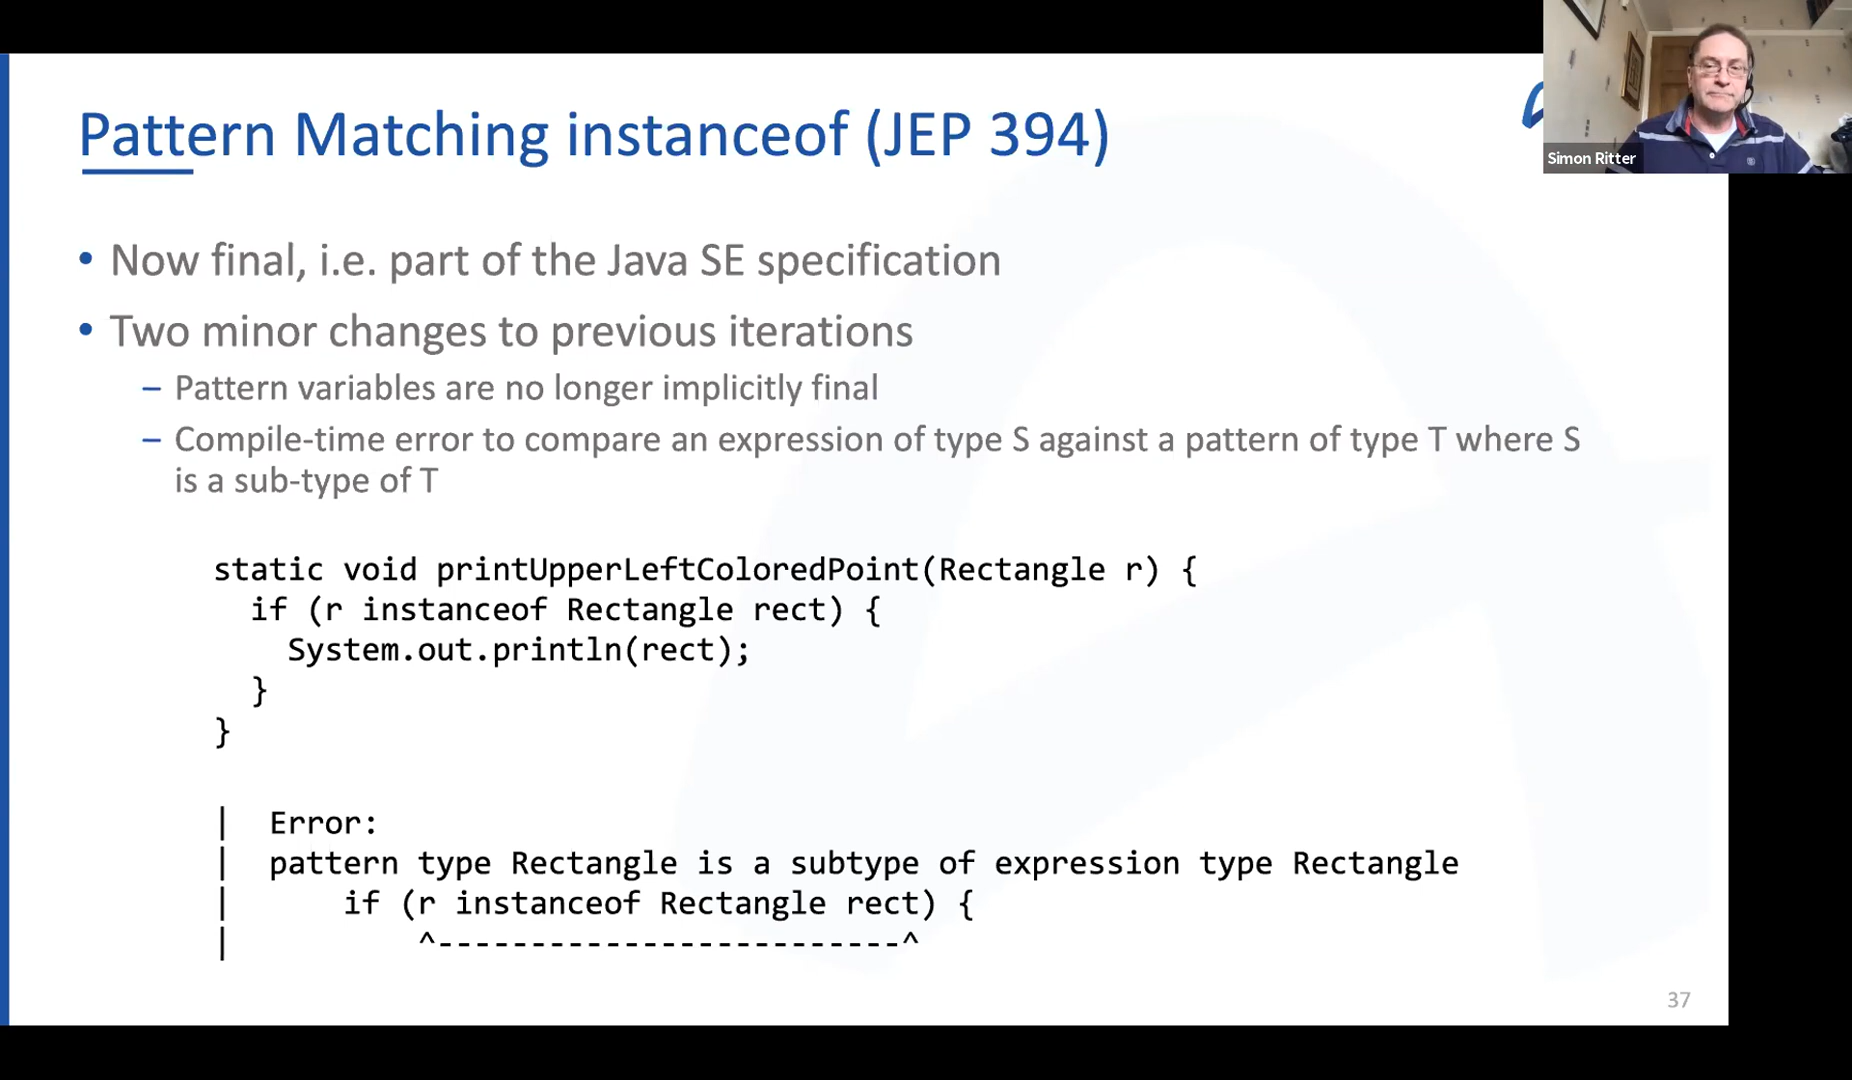 Simon Ritter
Pattern Matching instanceof (JEP 394)
• Now final, i.e. part of the Java SE specification
• Two minor changes to previous iterations
– Pattern variables are no longer implicitly final
– Compile-time error to compare an expression of type S against a pattern of type T where S
is a sub-type of T
static void printUpperLeftColoredPoint(Rectangle r) {
  if (r instanceof Rectangle rect) {
    System.out.println(rect);
  }
}
|  Error:
|  pattern type Rectangle is a subtype of expression type Rectangle
|      if (r instanceof Rectangle rect) {
|          ^-------------------------^
37